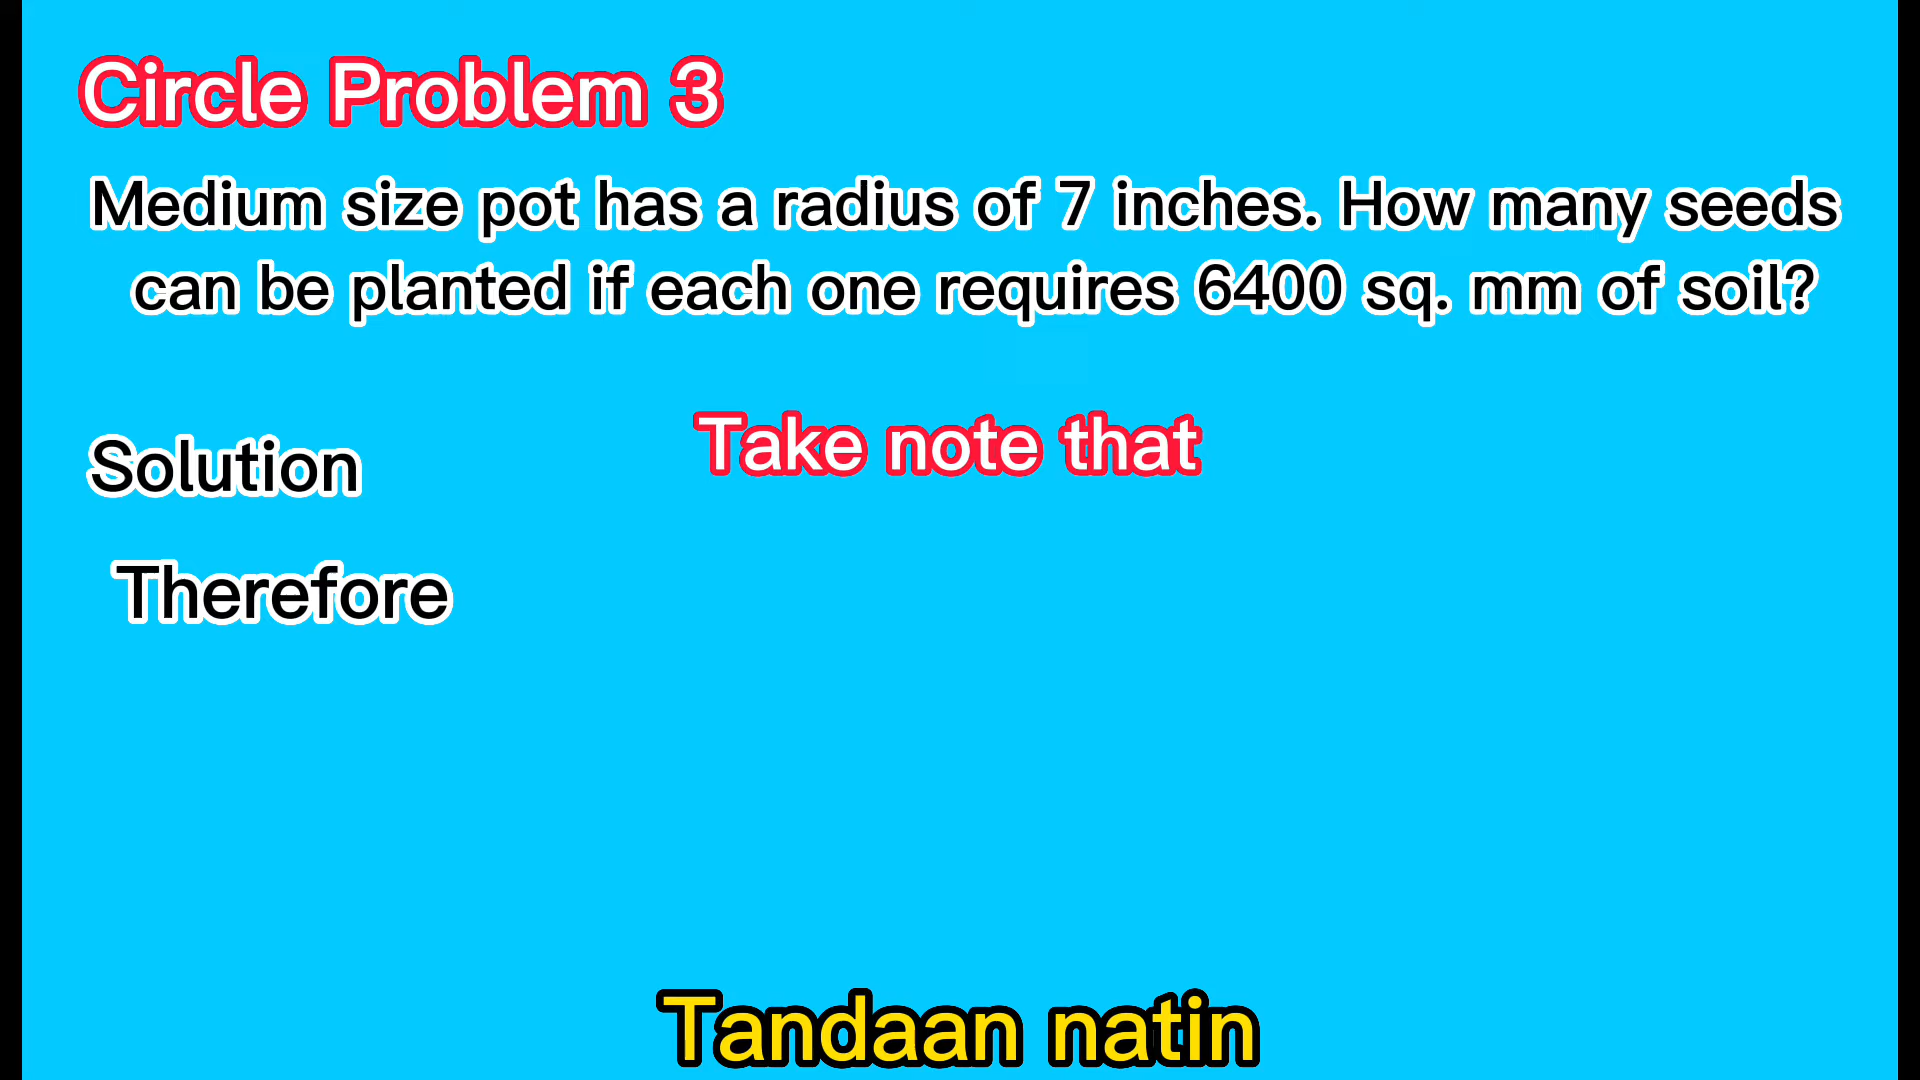 Circle Problem 3
Medium size pot has a radius of 7 inches. How many seeds
can be planted if each one requires 6400 sq. mm of soil?
Take note that
Solution
Therefore
Tandaan natin